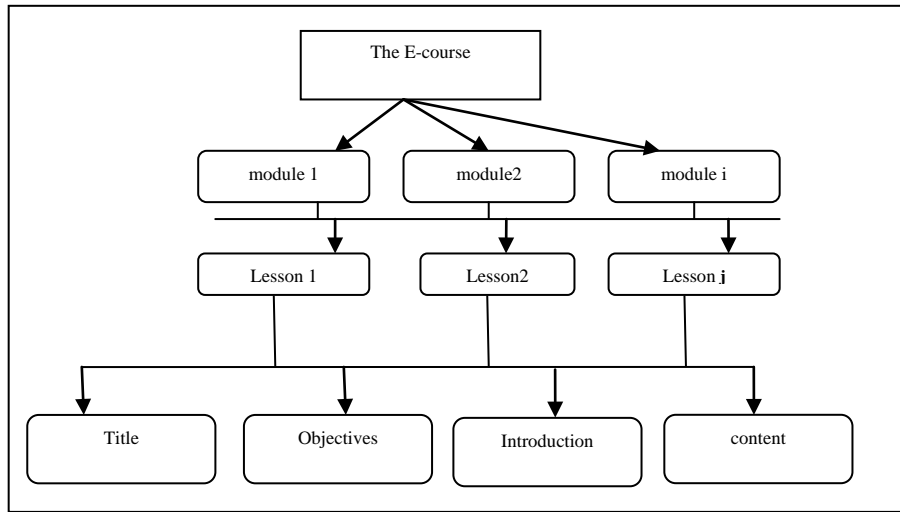 The E-course
module 1
module2
module i
Lesson 1
Lesson2
Lesson j
Title
Objectives
Introduction
content